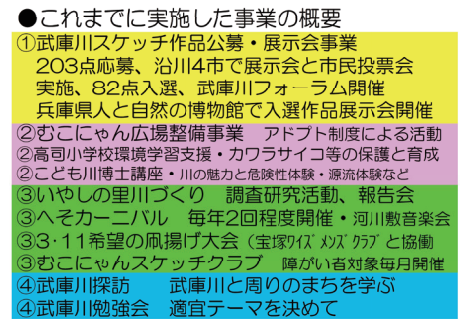 ●これまでに実施した事業の概要
①武庫川スケッチ作品公募・展示会事業
203点応募、沿川4市で展示会と市民投票会
実施、82点入選、武庫川フォーラム開催
兵庫県人と自然の博物館で入選作品展示会開催
②むこにゃん広場整備事業 アドプト制度による活動
②高司小学校環境学習支援・カワラサイコ等の保護と育成
②こども川博士講座・川の魅力と危険性体験・源流体験など
③いやしの里川づくり 調査研究活動、報告会
③へそカーニバル 毎年2回程度開催・河川敷音楽会
③3・11希望の凧揚げ大会(宝塚ワイズメンズクラブと協働
③むこにゃんスケッチクラブ 障がい者対象毎月開催
④武庫川探訪 武庫川と周りのまちを学ぶ
④武庫川勉強会 適宜テーマを決めて